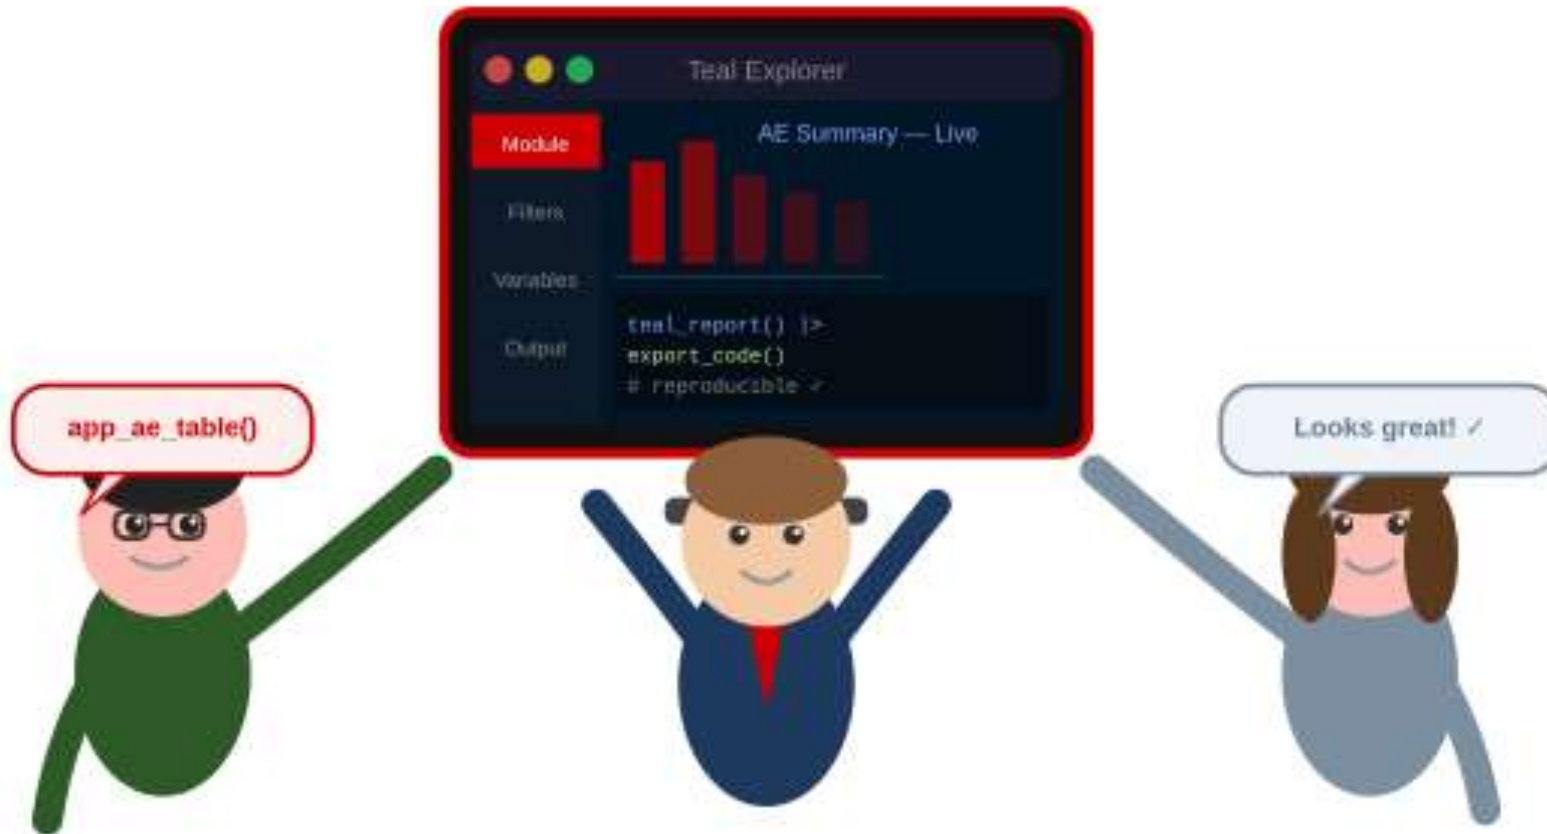 Teal Explorer
Module
AE Summary — Live
Filters
Variables
Output
teal_report() |>
export_code()
# reproducible ✓
app_ae_table()
Looks great! ✓